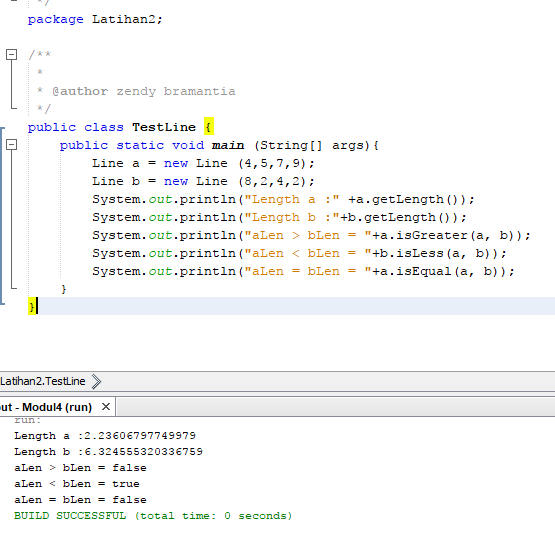 */
package Latihan2;
/**
*
* @author zendy bramantia
*/
public class TestLine {
public static void main (String[] args){
Line a = new Line (4,5,7,9);
Line b = new Line (8,2,4,2);
System.out.println("Length a :" +a.getLength());
System.out.println("Length b :"+b.getLength());
System.out.println("aLen > bLen = "+a.isGreater(a, b));
System.out.println("aLen < bLen = "+b.isLess(a, b));
System.out.println("aLen = bLen = "+a.isEqual(a, b));
}
}
Latihan2.TestLine
ut - Modul4 (run) ×
run:
Length a :2.23606797749979
Length b :6.324555320336759
aLen > bLen = false
aLen < bLen = true
aLen = bLen = false
BUILD SUCCESSFUL (total time: 0 seconds)